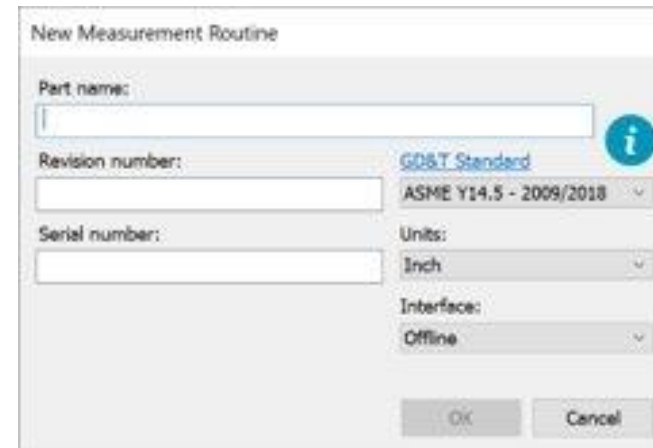 New Measurement Routine
Part name:
i
Revision number:
GD&T Standard
ASME Y14.5 - 2009/2018
Serial number:
Units:
Inch
Interface:
Offline
OK
Cancel